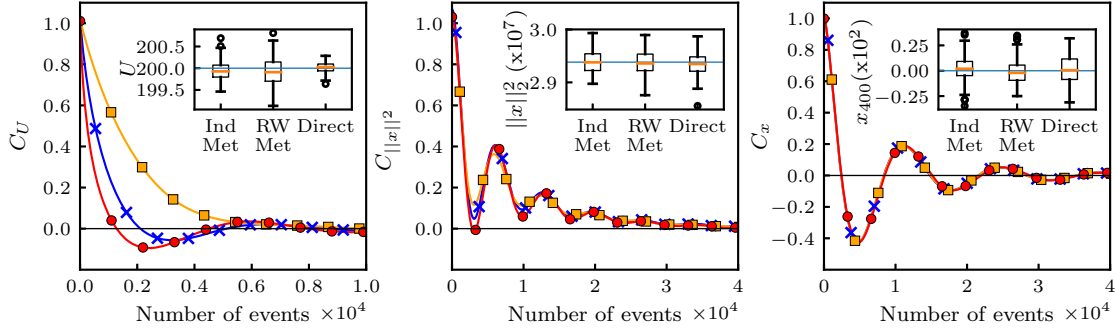 1.0
0.8
0.6
0.4
0.2
0.0
C_U
0.0 0.2 0.4 0.6 0.8 1.0
Number of events ×10^4
200.5
200.0
199.5
U
Ind Met
RW Met
Direct
1.0
0.8
0.6
0.4
0.2
0.0
C_{||x||^2}
0 1 2 3 4
Number of events ×10^4
3.0
2.9
||x||_2^2 (x10^7)
Ind Met
RW Met
Direct
1.0
0.8
0.6
0.4
0.2
0.0
−0.2
−0.4
C_x
0 1 2 3 4
Number of events ×10^4
0.25
0.00
−0.25
x_400(x10^2)
Ind Met
RW Met
Direct